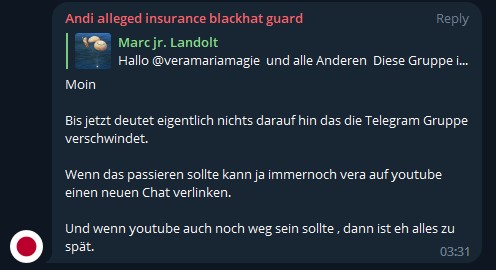 Andi alleged insurance blackhat guard Reply
Marc jr. Landolt
Hallo @veramariamagie und alle Anderen Diese Gruppe i...
Moin
Bis jetzt deutet eigentlich nichts darauf hin das die Telegram Gruppe
verschwindet.
Wenn das passieren sollte kann ja immernoch vera auf youtube
einen neuen Chat verlinken.
Und wenn youtube auch noch weg sein sollte , dann ist eh alles zu
spät.
03:31